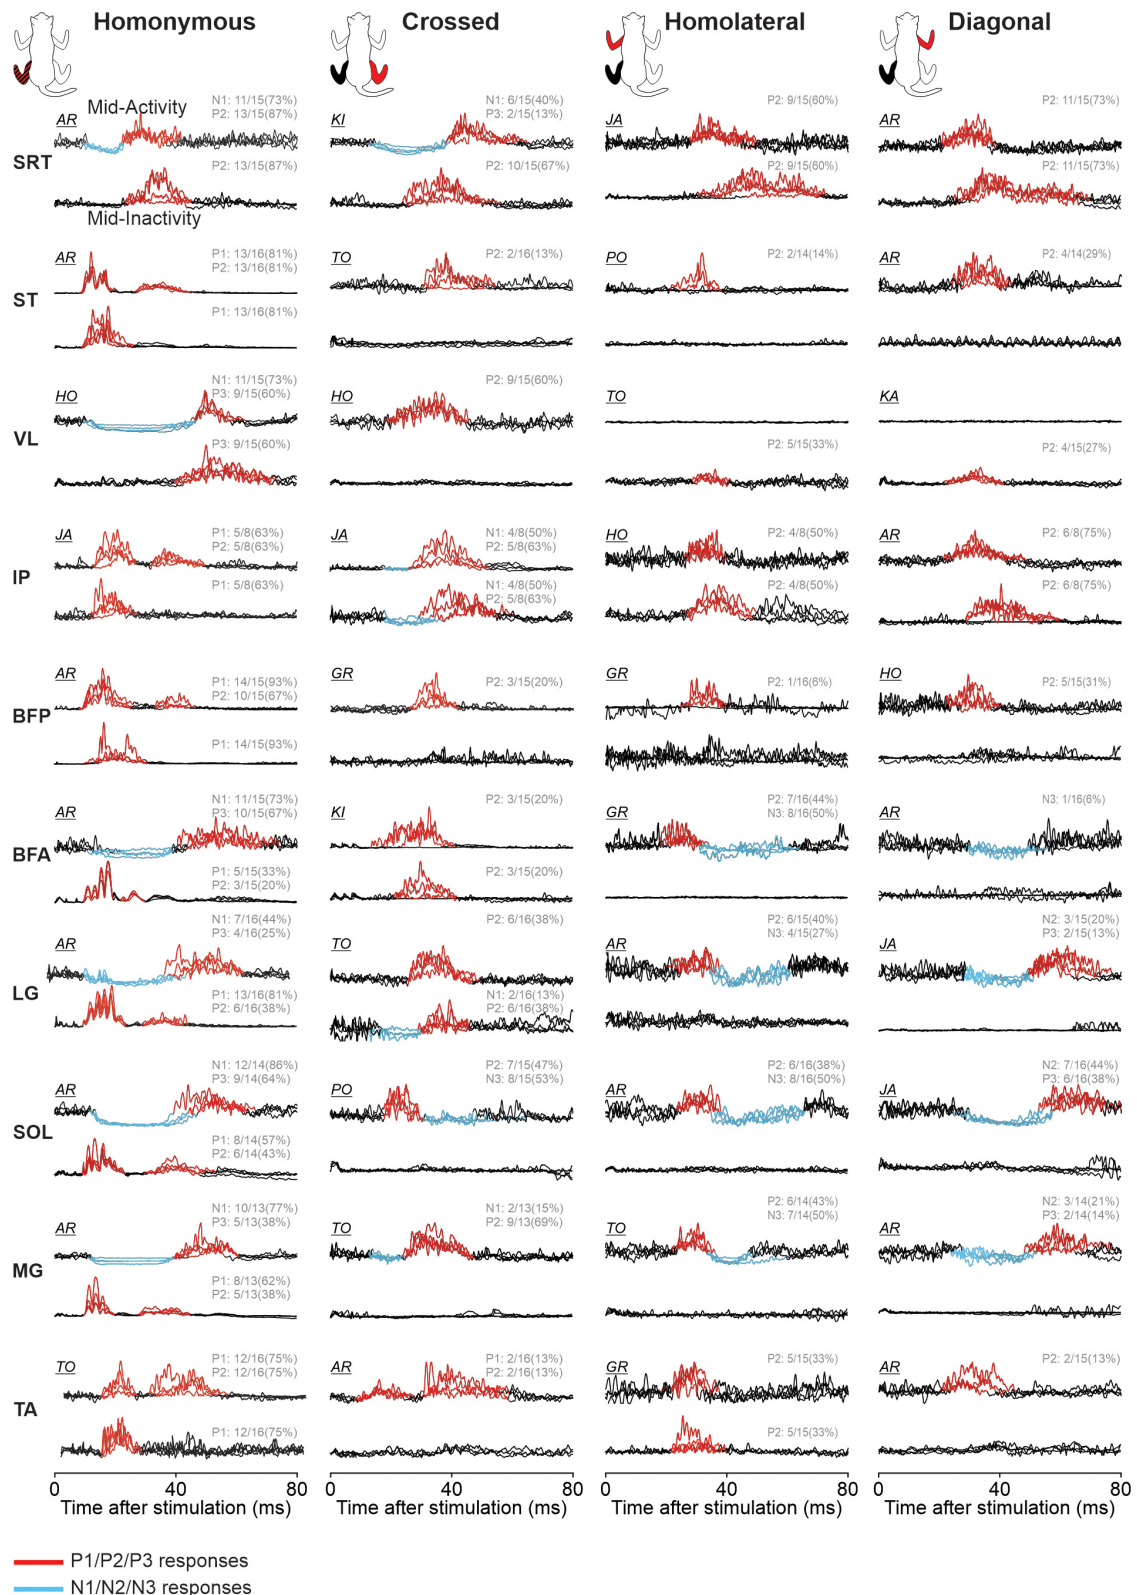 Homonymous Crossed Homolateral Diagonal
Mid-Activity
SRT
AR
N1: 11/15(73%)
P2: 13/15(87%)
P2: 13/15(87%)
Mid-Inactivity
KI
N1: 6/15(40%)
P3: 2/15(13%)
P2: 10/15(67%)
JA
P2: 9/15(60%)
P2: 9/15(60%)
AR
P2: 11/15(73%)
P2: 11/15(73%)
ST
AR
P1: 13/16(81%)
P2: 13/16(81%)
P1: 13/16(81%)
TO
P2: 2/16(13%)
PO
P2: 2/14(14%)
AR
P2: 4/14(29%)
VL
HO
N1: 11/15(73%)
P3: 9/15(60%)
P3: 9/15(60%)
HO
P2: 9/15(60%)
TO
P2: 5/15(33%)
KA
P2: 4/15(27%)
IP
JA
P1: 5/8(63%)
P2: 5/8(63%)
P1: 5/8(63%)
JA
N1: 4/8(50%)
P2: 5/8(63%)
N1: 4/8(50%)
P2: 5/8(63%)
HO
P2: 4/8(50%)
P2: 4/8(50%)
AR
P2: 6/8(75%)
P2: 6/8(75%)
BFP
AR
P1: 14/15(93%)
P2: 10/15(67%)
P1: 14/15(93%)
GR
P2: 3/15(20%)
GR
P2: 1/16(6%)
HO
P2: 5/15(31%)
BFA
AR
N1: 11/15(73%)
P3: 10/15(67%)
P1: 5/15(33%)
P2: 3/15(20%)
KI
P2: 3/15(20%)
P2: 3/15(20%)
GR
P2: 7/16(44%)
N3: 8/16(50%)
AR
N3: 1/16(6%)
LG
AR
N1: 7/16(44%)
P3: 4/16(25%)
P1: 13/16(81%)
P2: 6/16(38%)
TO
P2: 6/16(38%)
N1: 2/16(13%)
P2: 6/16(38%)
AR
P2: 6/15(40%)
N3: 4/15(27%)
JA
N2: 3/15(20%)
P3: 2/15(13%)
SOL
AR
N1: 12/14(86%)
P3: 9/14(64%)
P1: 8/14(57%)
P2: 6/14(43%)
PO
P2: 7/15(47%)
N3: 8/15(53%)
AR
P2: 6/16(38%)
N3: 8/16(50%)
JA
N2: 7/16(44%)
P3: 6/16(38%)
MG
AR
N1: 10/13(77%)
P3: 5/13(38%)
P1: 8/13(62%)
P2: 5/13(38%)
TO
N1: 2/13(15%)
P2: 9/13(69%)
TO
P2: 6/14(43%)
N3: 7/14(50%)
AR
N2: 3/14(21%)
P3: 2/14(14%)
TA
TO
P1: 12/16(75%)
P2: 12/16(75%)
P1: 12/16(75%)
AR
P1: 2/16(13%)
P2: 2/16(13%)
GR
P2: 5/15(33%)
P2: 5/15(33%)
AR
P2: 2/15(13%)
0 40 80 0 40 80 0 40 80 0 40 80
Time after stimulation (ms) Time after stimulation (ms) Time after stimulation (ms) Time after stimulation (ms)
P1/P2/P3 responses
N1/N2/N3 responses